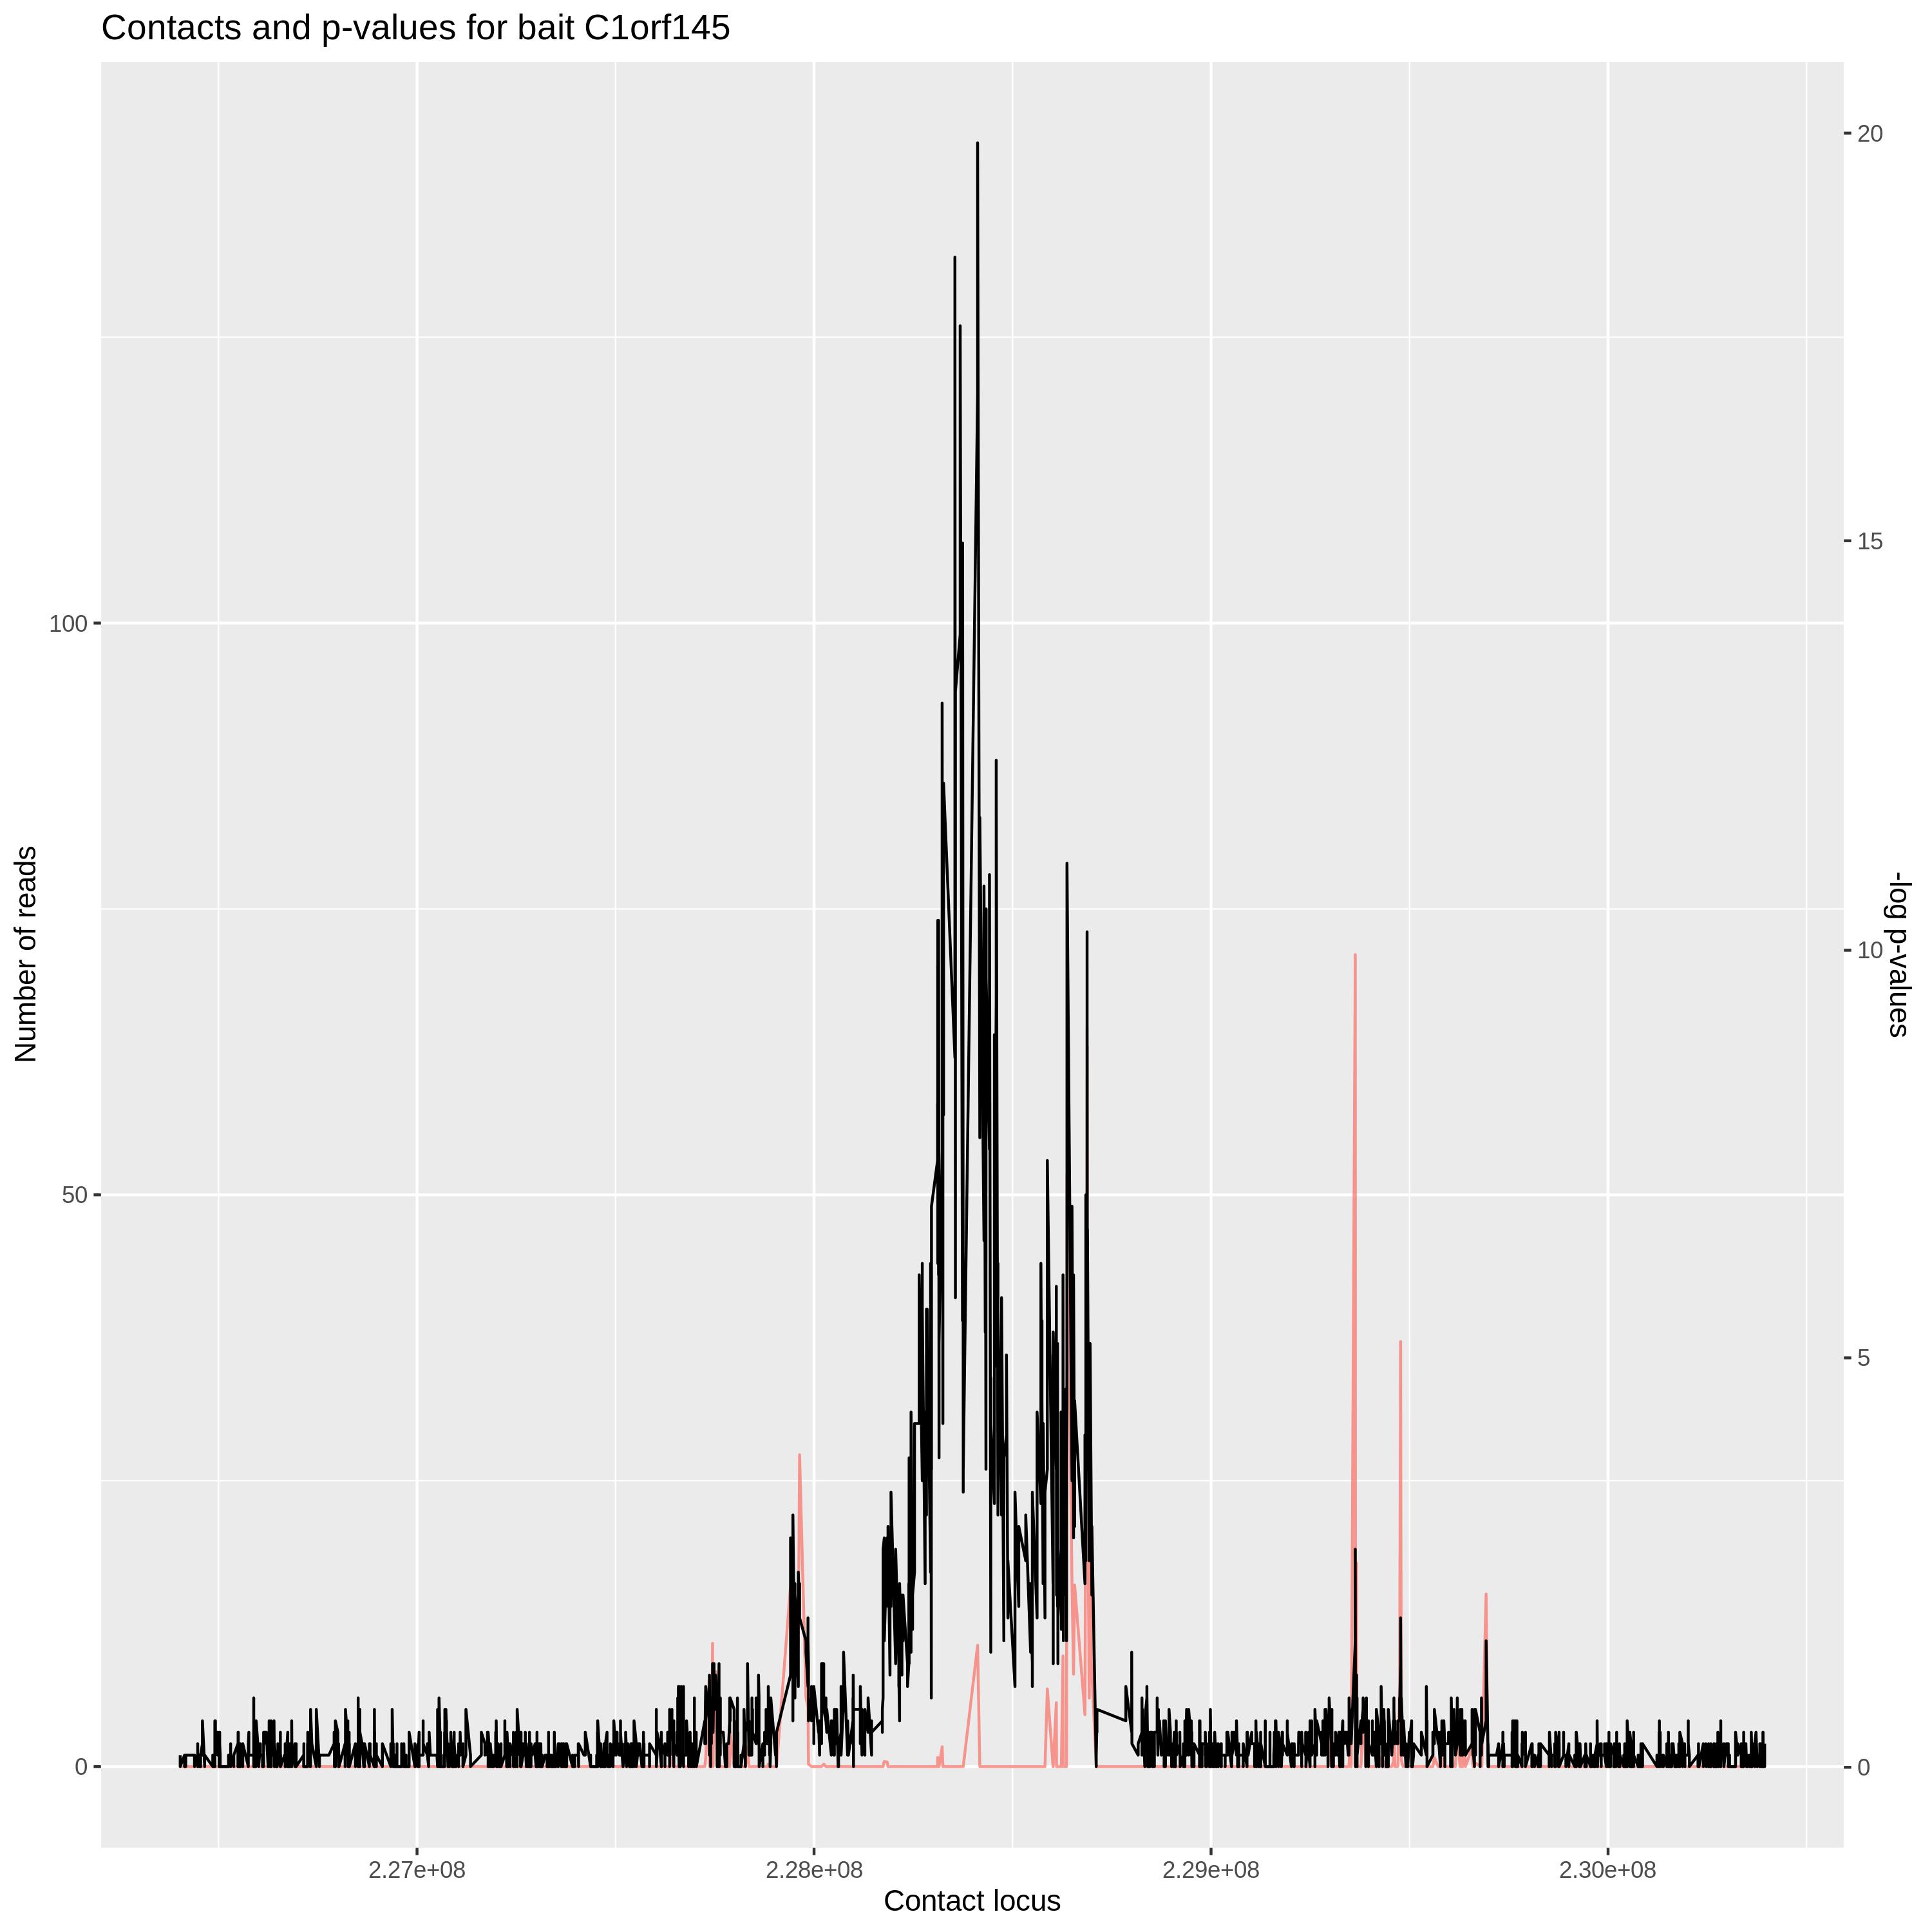 Contacts and p-values for bait C1orf145
Number of reads
100
50
0
20
15
10
5
0
-log p-values
2.27e+08
2.28e+08
2.29e+08
2.30e+08
Contact locus